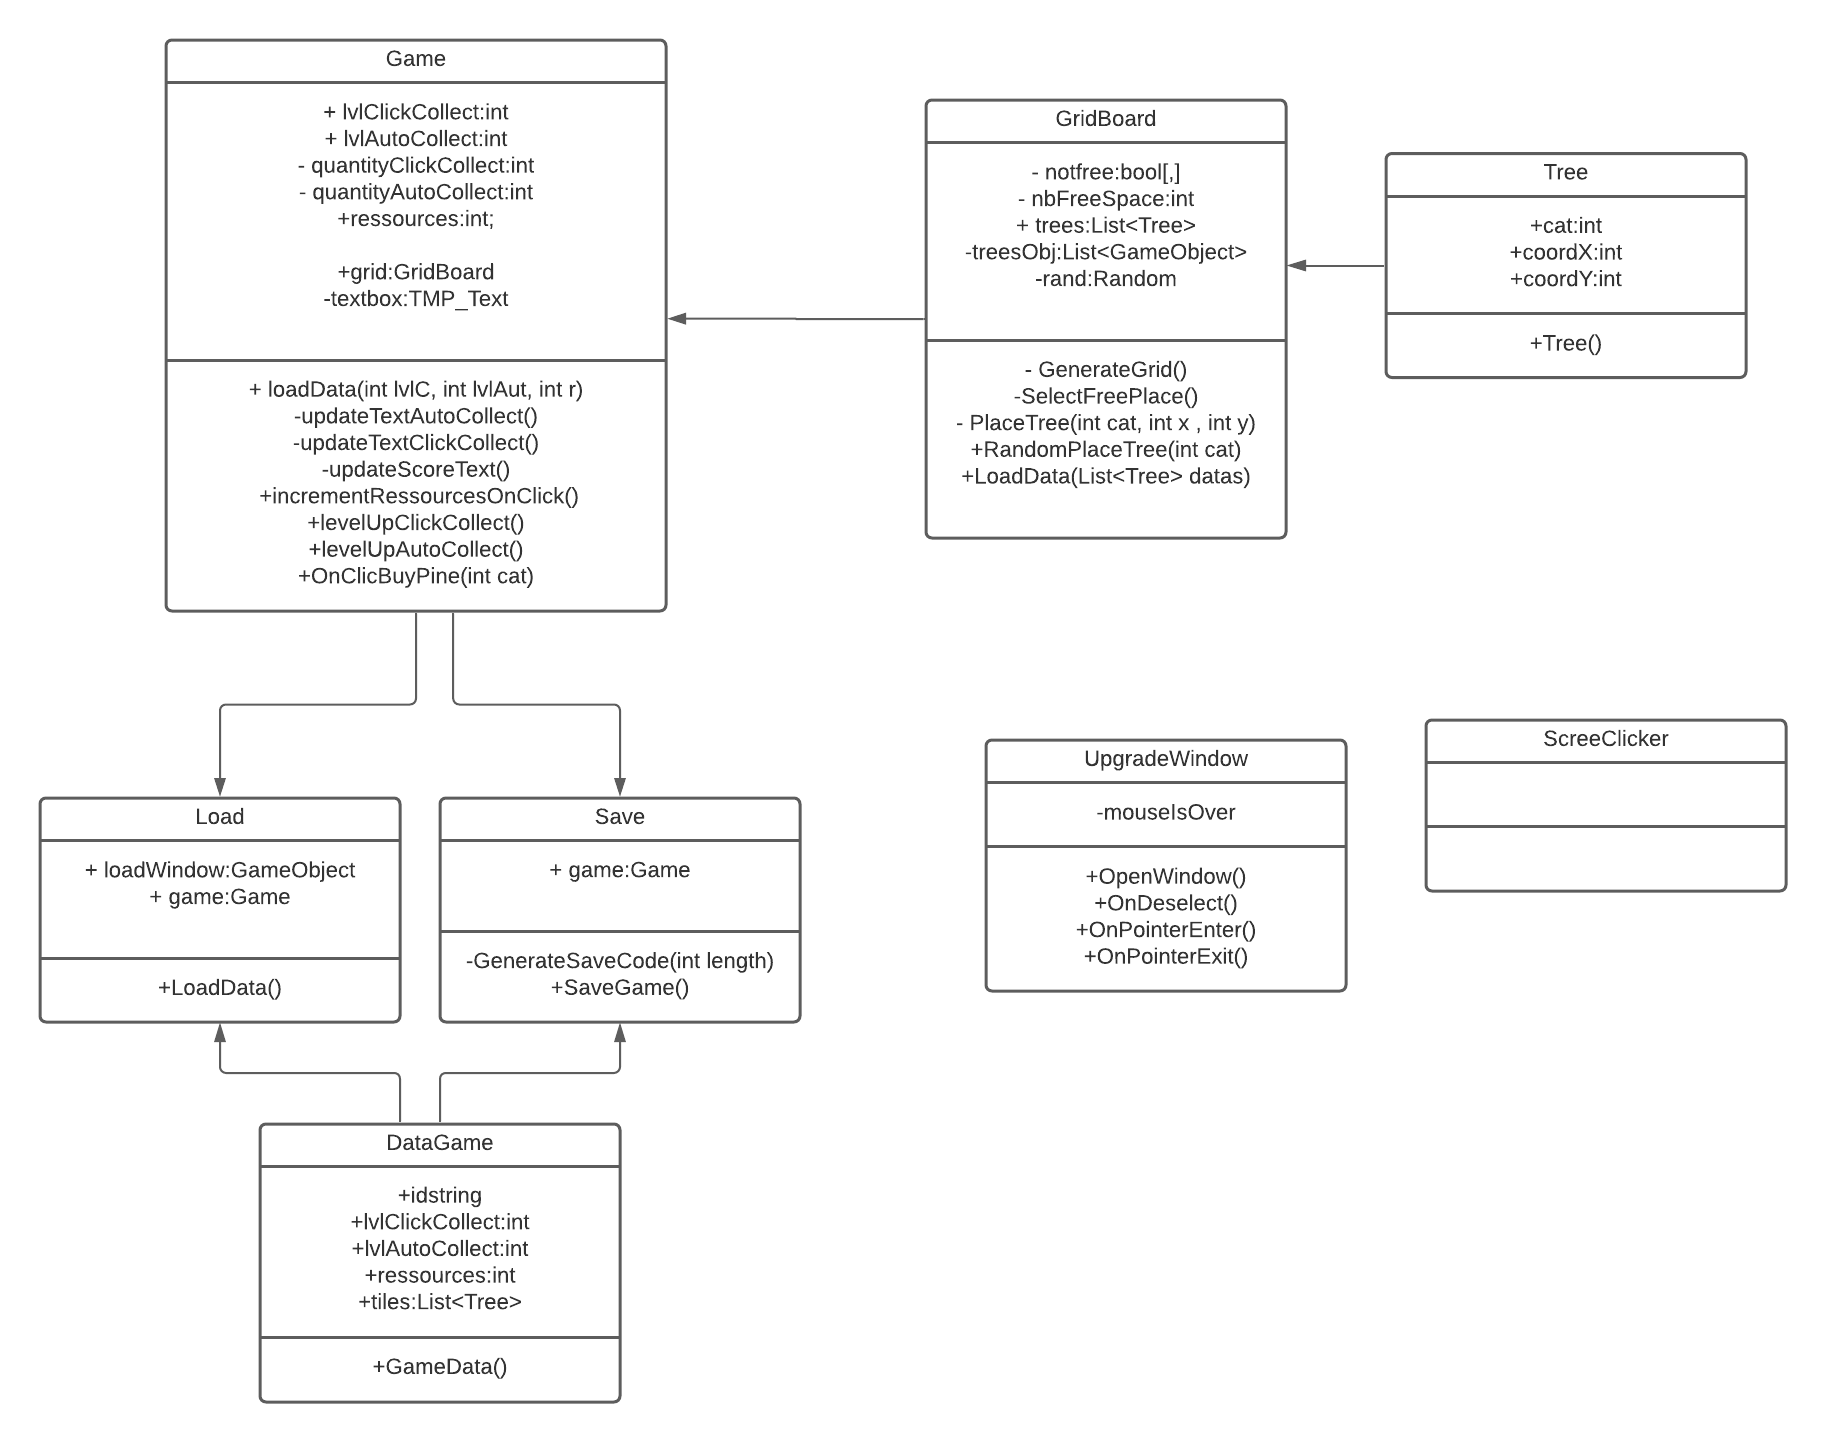 Game
+ lvlClickCollect:int
+ lvlAutoCollect:int
- quantityClickCollect:int
- quantityAutoCollect:int
+ressources:int;
+grid:GridBoard
-textbox:TMP_Text
+ loadData(int lvlC, int lvlAut, int r)
-updateTextAutoCollect()
-updateTextClickCollect()
-updateScoreText()
+incrementRessourcesOnClick()
+levelUpClickCollect()
+levelUpAutoCollect()
+OnClicBuyPine(int cat)
GridBoard
- notfree:bool[,]
- nbFreeSpace:int
+ trees:List<Tree>
-treesObj:List<GameObject>
-rand:Random
- GenerateGrid()
-SelectFreePlace()
- PlaceTree(int cat, int x , int y)
+RandomPlaceTree(int cat)
+LoadData(List<Tree> datas)
Tree
+cat:int
+coordX:int
+coordY:int
+Tree()
Load
+ loadWindow:GameObject
+ game:Game
+LoadData()
Save
+ game:Game
-GenerateSaveCode(int length)
+SaveGame()
UpgradeWindow
-mouseIsOver
+OpenWindow()
+OnDeselect()
+OnPointerEnter()
+OnPointerExit()
ScreeClicker
DataGame
+idstring
+lvlClickCollect:int
+lvlAutoCollect:int
+ressources:int
+tiles:List<Tree>
+GameData()